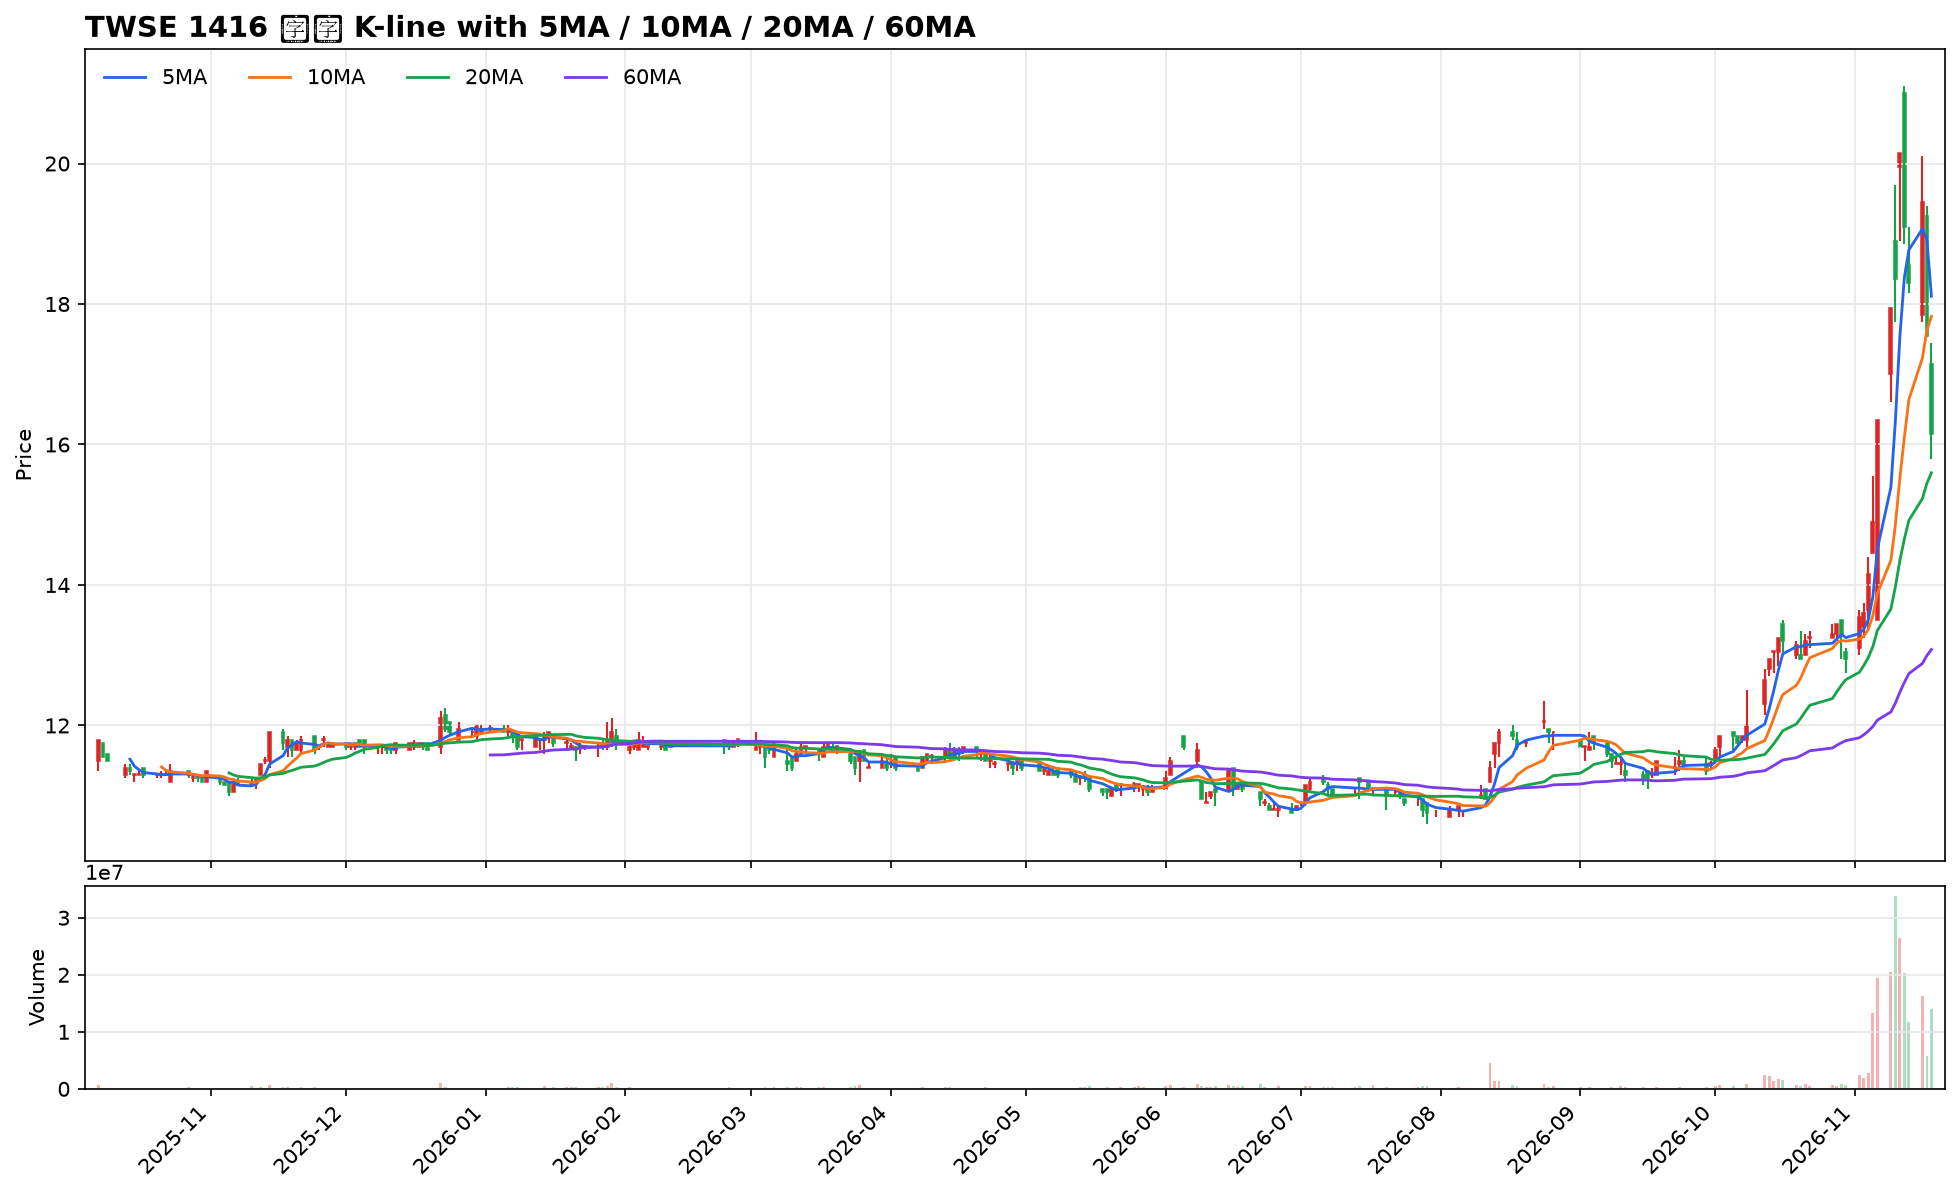 TWSE 1416 字字 K-line with 5MA / 10MA / 20MA / 60MA
5MA 10MA 20MA 60MA
Price
20
18
16
14
12
1e7
Volume
3
2
1
0
2025-11 2025-12 2026-01 2026-02 2026-03 2026-04 2026-05 2026-06 2026-07 2026-08 2026-09 2026-10 2026-11